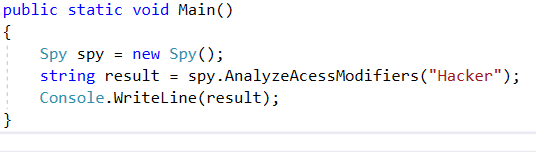 public static void Main()
{
Spy spy = new Spy();
string result = spy.AnalyzeAcessModifiers("Hacker");
Console.WriteLine(result);
}